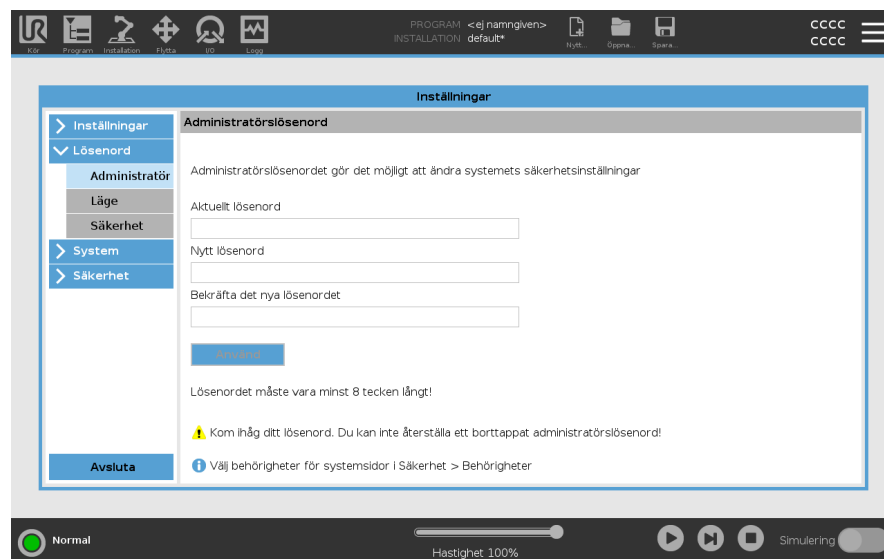 PROGRAM <ej namngiven>
INSTALLATION default*
Kör Program Installation Flytta I/O Logg Nytt... Öppna... Spara...
CCCC
CCCC
Inställningar
Inställningar
Lösenord
Administratör
Läge
Säkerhet
System
Säkerhet
Avsluta
Administratörslösenord
Administratörslösenordet gör det möjligt att ändra systemets säkerhetsinställningar
Aktuellt lösenord
Nytt lösenord
Bekräfta det nya lösenordet
Använd
Lösenordet måste vara minst 8 tecken långt!
Kom ihåg ditt lösenord. Du kan inte återställa ett borttappat administratörslösenord!
Välj behörigheter för systemsidor i Säkerhet > Behörigheter
Normal
Hastighet 100%
Simulering